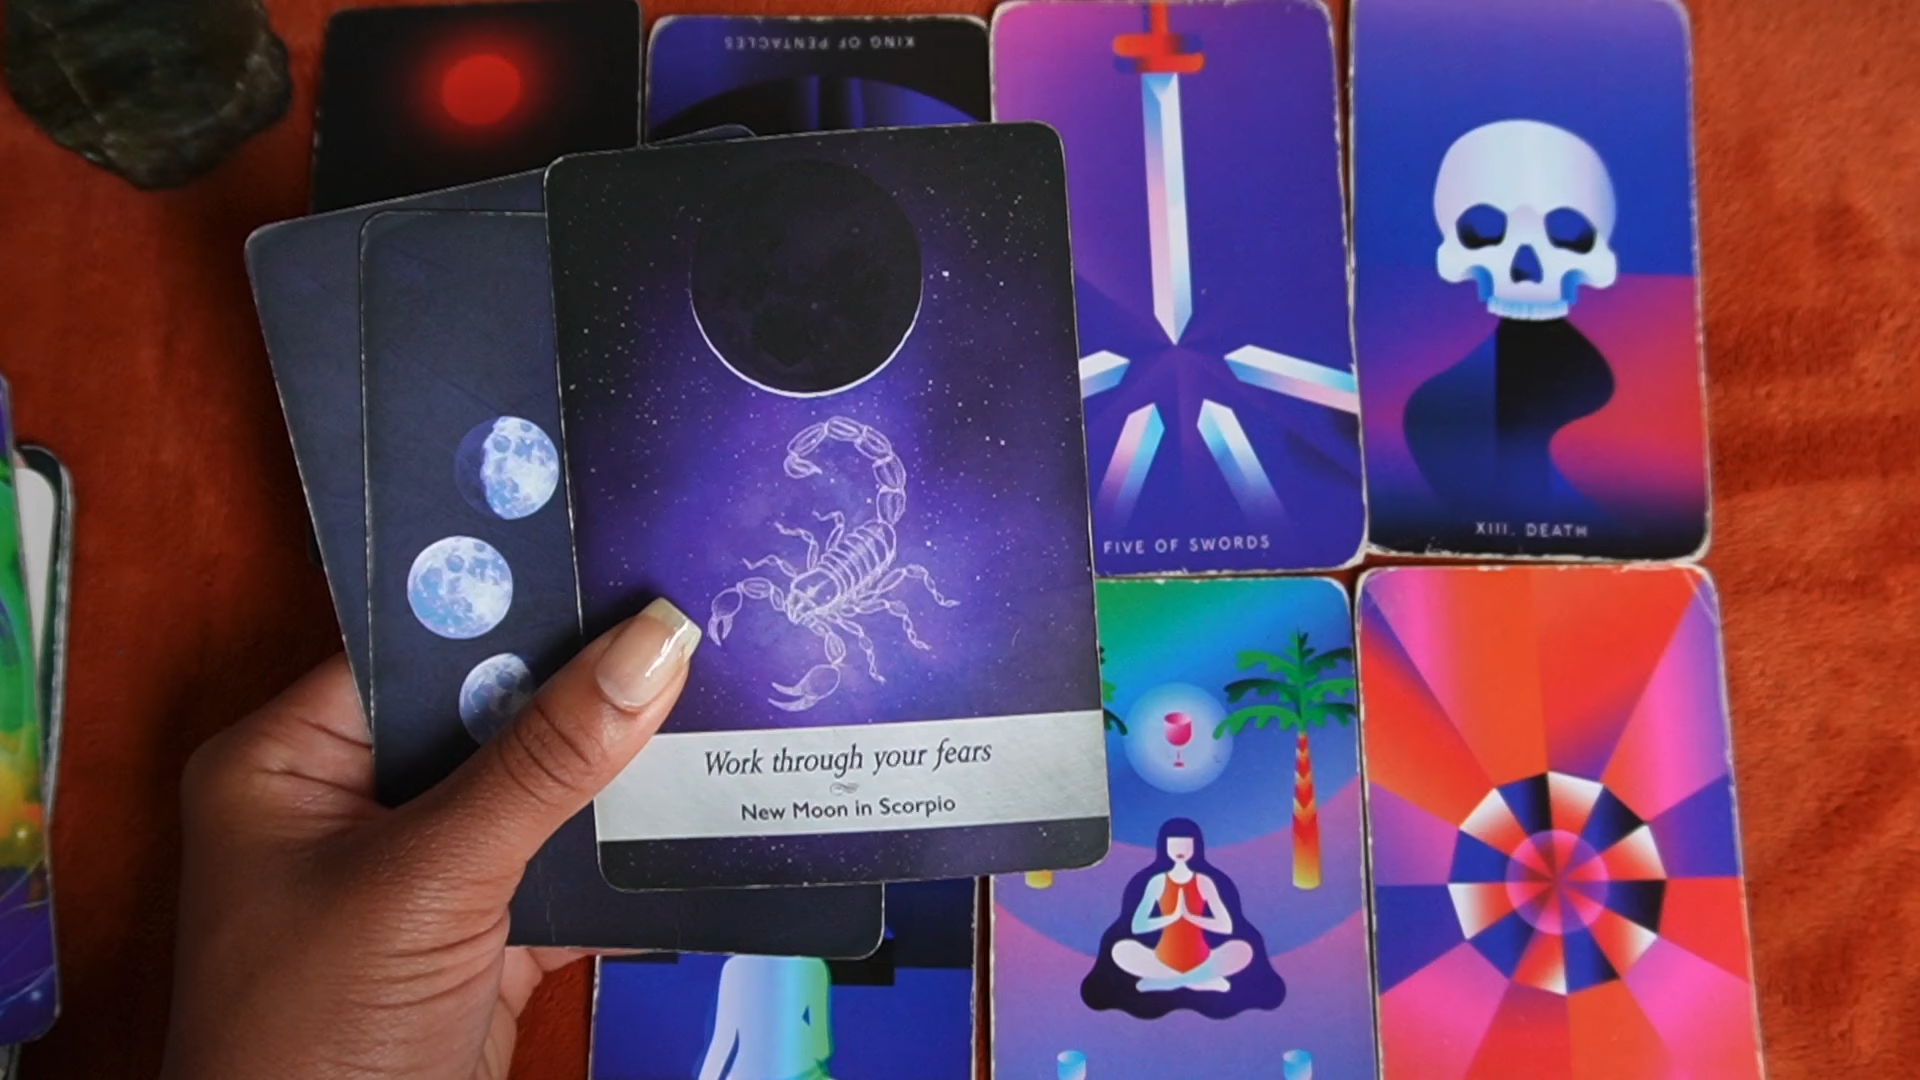 KING OF PENTACLES
FIVE OF SWORDS
XIII. DEATH
Work through your fears
New Moon in Scorpio